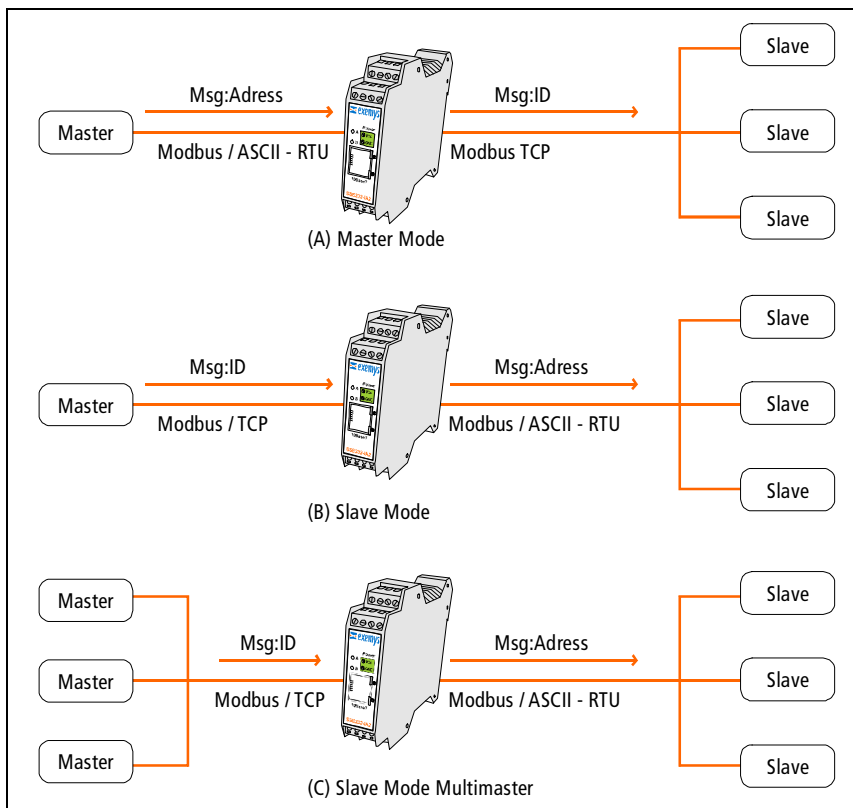 Slave
Msg:Adress
Msg:ID
Master
Slave
Modbus / ASCII - RTU
Modbus TCP
exemys
Slave
(A) Master Mode
Slave
Msg:ID
Msg:Adress
Master
Slave
Modbus / TCP
Modbus / ASCII - RTU
exemys
Slave
(B) Slave Mode
Master
Slave
Msg:ID
Msg:Adress
Master
Slave
Modbus / TCP
Modbus / ASCII - RTU
exemys
Master
Slave
(C) Slave Mode Multimaster